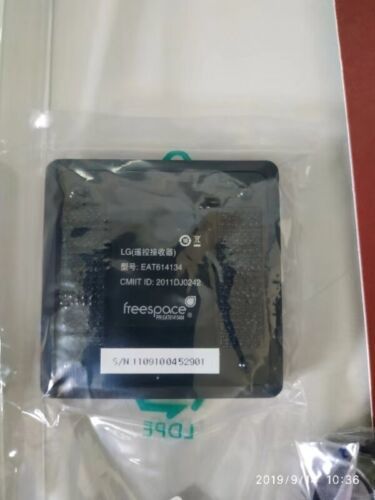 LG(遥控接收器)
型号: EAT614134
CMIIT ID: 2011DJ0242
freespace
S/N 1109100452901
LDPE
2019/9/14 10:36